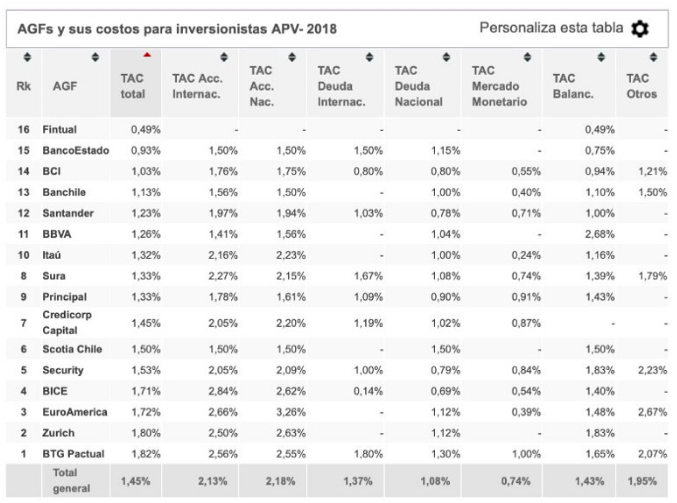 AGFs y sus costos para inversionistas APV- 2018 Personaliza esta tabla
Rk AGF TAC total TAC Acc. Internac. TAC Acc. Nac. TAC Deuda Internac. TAC Deuda Nacional TAC Mercado Monetario TAC Balanc. TAC Otros
16 Fintual 0,49% - - - - - 0,49% -
15 BancoEstado 0,93% 1,50% 1,50% 1,50% 1,15% - 0,75% -
14 BCI 1,03% 1,76% 1,75% 0,80% 0,80% 0,55% 0,94% 1,21%
13 Banchile 1,13% 1,56% 1,50% - 1,00% 0,40% 1,10% 1,50%
12 Santander 1,23% 1,97% 1,94% 1,03% 0,78% 0,71% 1,00% -
11 BBVA 1,26% 1,41% 1,56% - 1,04% - 2,68% -
10 Itaú 1,32% 2,16% 2,23% - 1,00% 0,24% 1,16% -
8 Sura 1,33% 2,27% 2,15% 1,67% 1,08% 0,74% 1,39% 1,79%
9 Principal 1,33% 1,78% 1,61% 1,09% 0,90% 0,91% 1,43% -
7 Credicorp Capital 1,45% 2,05% 2,20% 1,19% 1,02% 0,87% - -
6 Scotia Chile 1,50% 1,50% 1,50% - 1,50% - 1,50% -
5 Security 1,53% 2,05% 2,09% 1,00% 0,79% 0,84% 1,83% 2,23%
4 BICE 1,71% 2,84% 2,62% 0,14% 0,69% 0,54% 1,40% -
3 EuroAmerica 1,72% 2,66% 3,26% - 1,12% 0,39% 1,48% 2,67%
2 Zurich 1,80% 2,50% 2,63% - 1,12% - 1,83% -
1 BTG Pactual 1,82% 2,56% 2,55% 1,80% 1,30% 1,00% 1,65% 2,07%
Total general 1,45% 2,13% 2,18% 1,37% 1,08% 0,74% 1,43% 1,95%